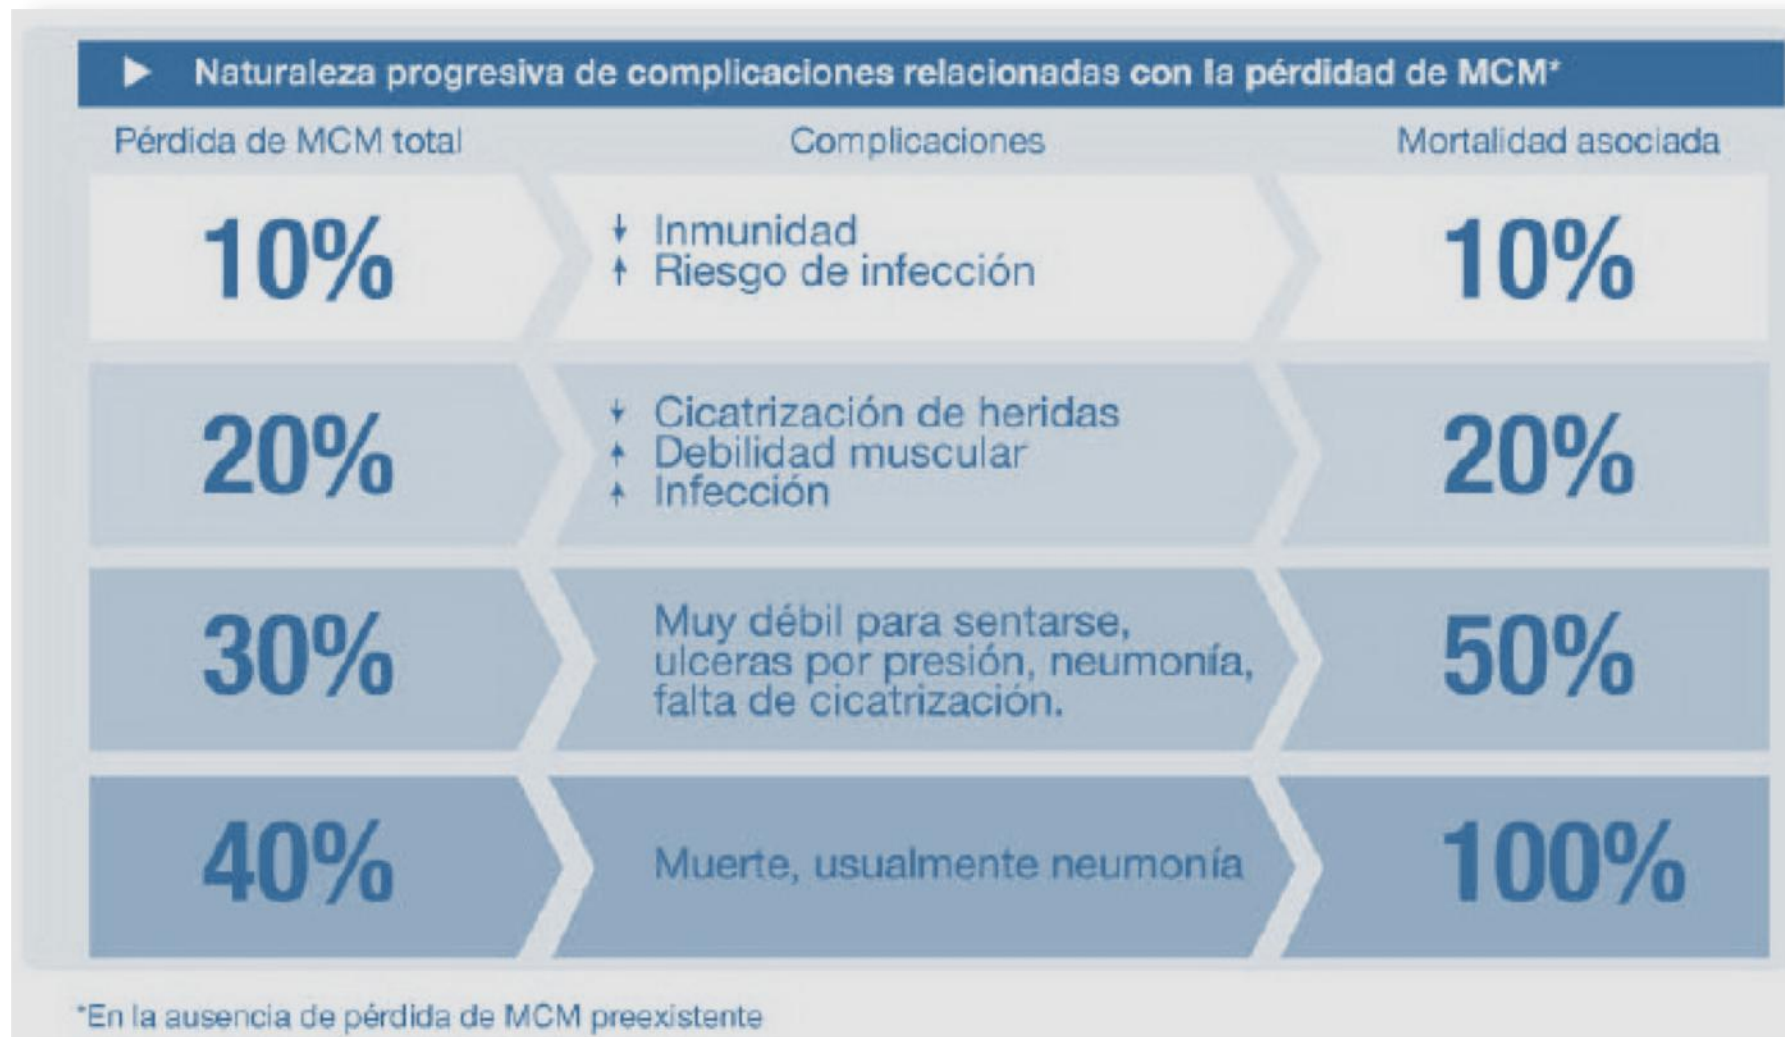 ► Naturaleza progresiva de complicaciones relacionadas con la pérdidad de MCM*
Pérdida de MCM total Complicaciones Mortalidad asociada
10%
↓ Inmunidad
↑ Riesgo de infección
10%
20%
↓ Cicatrización de heridas
↑ Debilidad muscular
↑ Infección
20%
30%
Muy débil para sentarse,
ulceras por presión, neumonía,
falta de cicatrización.
50%
40%
Muerte, usualmente neumonía
100%
*En la ausencia de pérdida de MCM preexistente